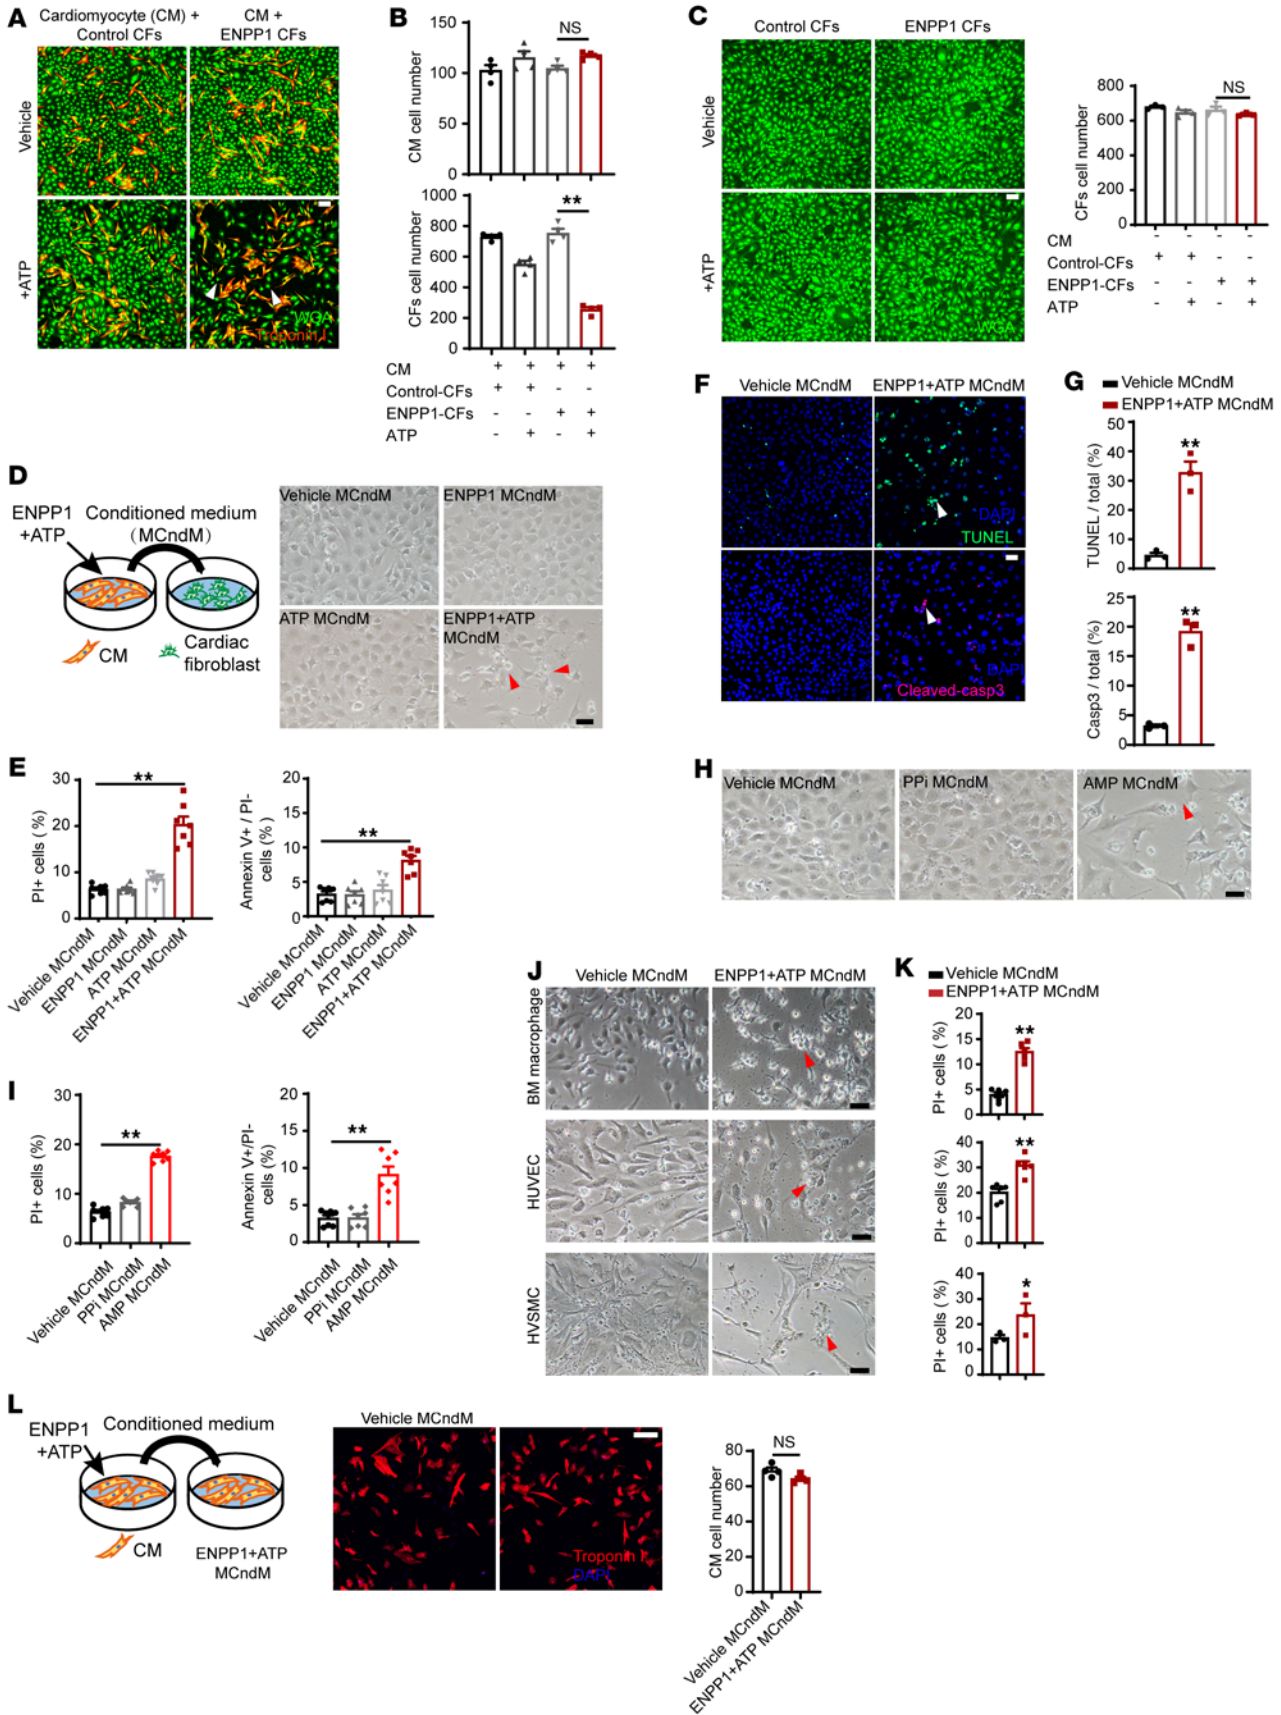 A
Cardiomyocyte (CM) +
Control CFs
CM +
ENPP1 CFs
Vehicle
+ATP
WGA
Troponin I
B
150
100
50
0
CM cell number
NS
1000
800
600
400
200
0
CFs cell number
**
CM + + + +
Control-CFs + + - -
ENPP1-CFs - - + +
ATP - + - +
C
Control CFs
ENPP1 CFs
Vehicle
+ATP
WGA
800
600
400
200
0
CFs cell number
NS
CM - - - -
Control-CFs + + - -
ENPP1-CFs - - + +
ATP - + - +
D
ENPP1
+ATP
Conditioned medium
(MCndM)
CM
Cardiac
fibroblast
Vehicle MCndM
ENPP1 MCndM
ATP MCndM
ENPP1+ATP
MCndM
F
Vehicle MCndM
ENPP1+ATP MCndM
DAPI
TUNEL
DAPI
Cleaved-casp3
G
Vehicle MCndM
ENPP1+ATP MCndM
50
40
30
20
10
0
TUNEL / total (%)
**
25
20
15
10
5
0
Casp3 / total (%)
**
E
30
20
10
0
PI+ cells (%)
**
Vehicle MCndM
ENPP1 MCndM
ATP MCndM
ENPP1+ATP MCndM
20
15
10
5
0
Annexin V+ / PI-
cells (%)
**
Vehicle MCndM
ENPP1 MCndM
ATP MCndM
ENPP1+ATP MCndM
H
Vehicle MCndM
PPi MCndM
AMP MCndM
I
30
20
10
0
PI+ cells (%)
**
Vehicle MCndM
PPi MCndM
AMP MCndM
20
15
10
5
0
Annexin V+/PI-
cells (%)
**
Vehicle MCndM
PPi MCndM
AMP MCndM
J
Vehicle MCndM
ENPP1+ATP MCndM
BM macrophage
HUVEC
HVSMC
K
Vehicle MCndM
ENPP1+ATP MCndM
20
15
10
5
0
PI+ cells (%)
**
40
30
20
10
0
PI+ cells (%)
**
40
30
20
10
0
PI+ cells (%)
*
L
ENPP1
+ATP
Conditioned medium
CM
ENPP1+ATP
MCndM
Vehicle MCndM
Troponin I
DAPI
80
60
40
20
0
CM cell number
NS
Vehicle MCndM
ENPP1+ATP MCndM